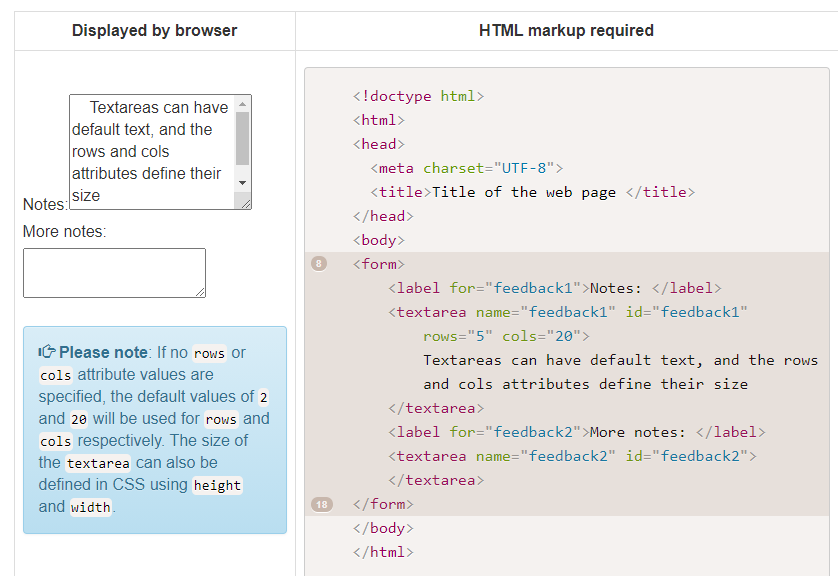 Displayed by browser
HTML markup required
Textareas can have
default text, and the
rows and cols
attributes define their
size
Notes:
More notes:
Please note: If no rows or
cols attribute values are
specified, the default values of 2
and 20 will be used for rows and
cols respectively. The size of
the textarea can also be
defined in CSS using height
and width.
<!doctype html>
<html>
<head>
<meta charset="UTF-8">
<title>Title of the web page </title>
</head>
<body>
8 <form>
<label for="feedback1">Notes: </label>
<textarea name="feedback1" id="feedback1"
rows="5" cols="20">
Textareas can have default text, and the rows
and cols attributes define their size
</textarea>
<label for="feedback2">More notes: </label>
<textarea name="feedback2" id="feedback2">
</textarea>
18 </form>
</body>
</html>